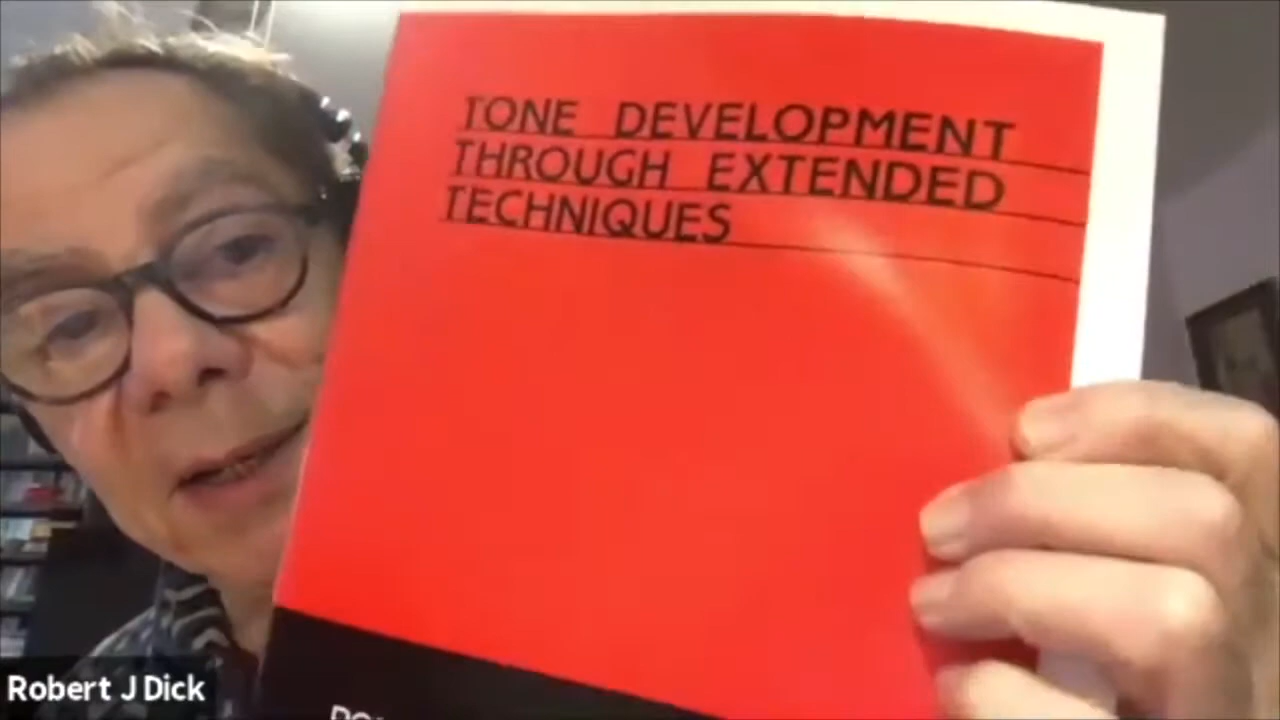 TONE DEVELOPMENT
THROUGH EXTENDED
TECHNIQUES
Robert J Dick